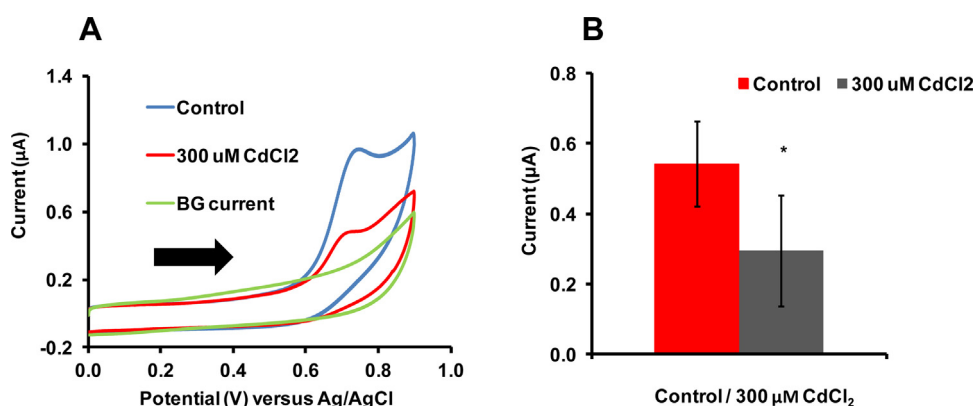 A
1.4
1.0
0.6
0.2
-0.2
Current (µA)
Control
300 uM CdCl2
BG current
0.0 0.2 0.4 0.6 0.8 1.0
Potential (V) versus Ag/AgCl
B
0.8
0.6
0.4
0.2
0.0
Current (µA)
Control 300 uM CdCl2
*
Control / 300 µM CdCl₂